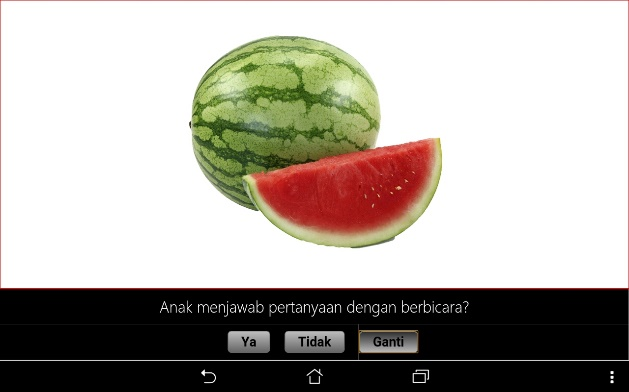 Anak menjawab pertanyaan dengan berbicara?
Ya Tidak Ganti